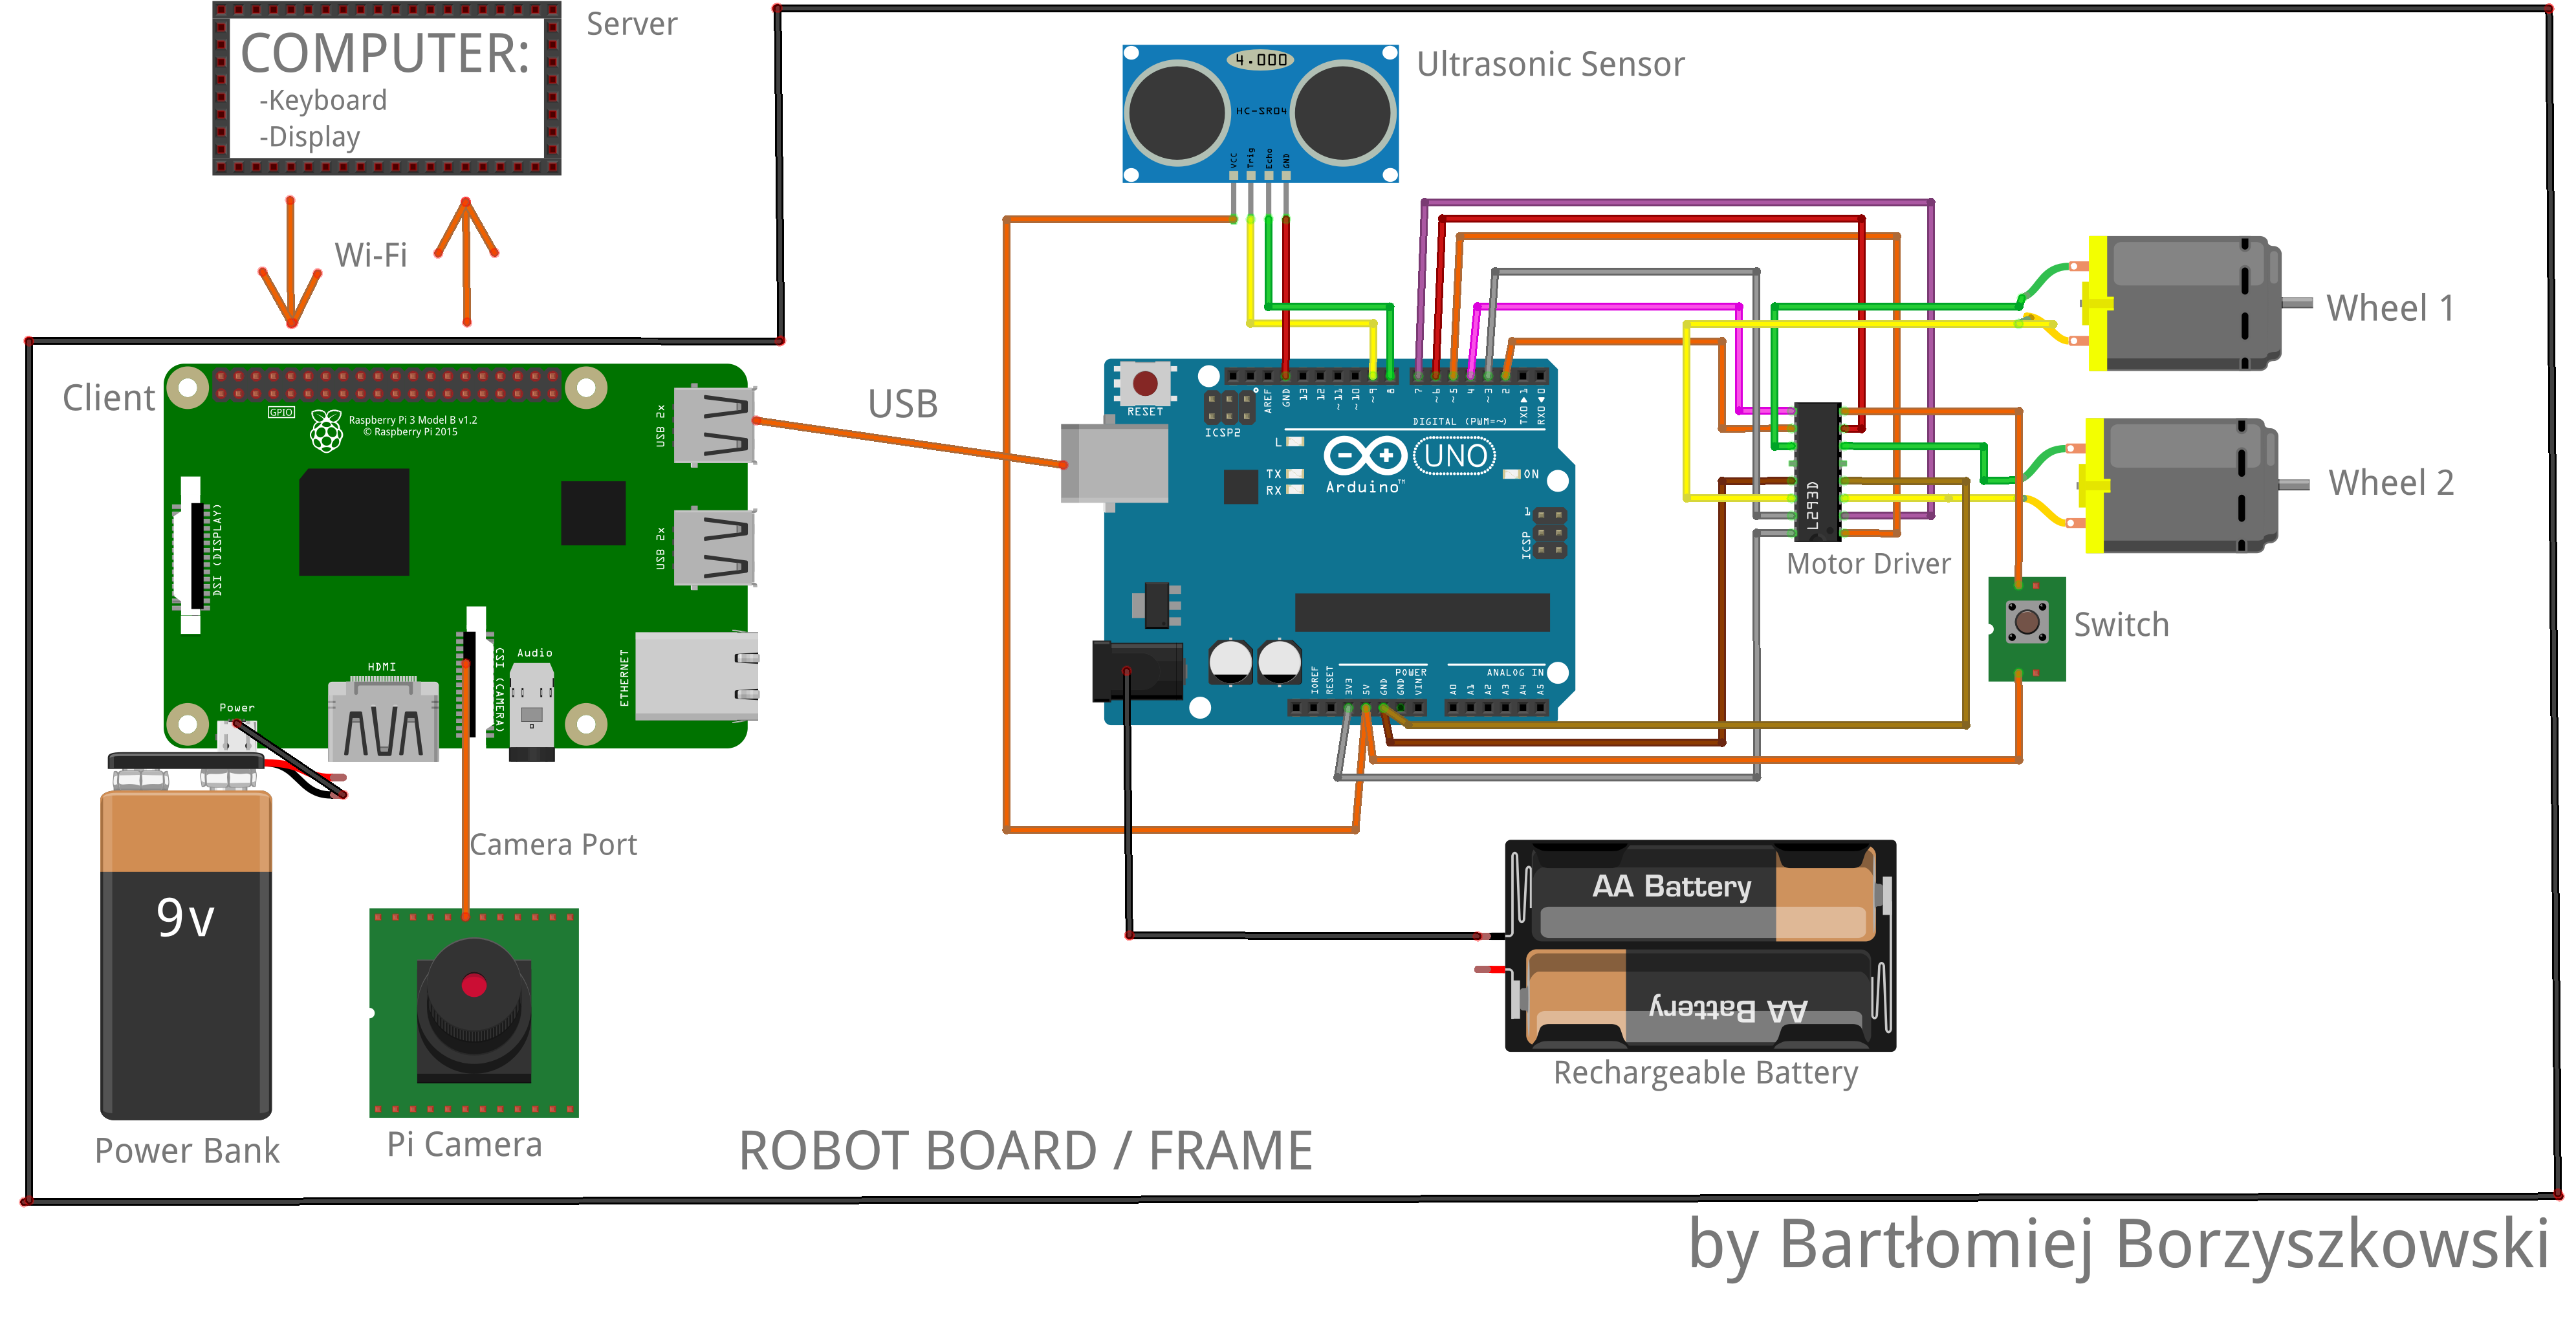 COMPUTER:
-Keyboard
-Display
Server
Wi-Fi
Ultrasonic Sensor
4.000
HC-SR04
VCC
Trig
Echo
GND
Client
GPIO
Raspberry Pi 3 Model B v1.2
© Raspberry Pi 2015
USB 2x
USB 2x
DSI (DISPLAY)
HDMI
CSI (CAMERA)
Audio
ETHERNET
Power
USB
RESET
ICSP2
AREF
GND
13
12
~11
~10
~9
8
7
~6
~5
4
~3
2
TX0▶1
RX0◀0
DIGITAL (PWM=~)
L
TX
RX
UNO
Arduino™
ON
1
ICSP
IOREF
RESET
3V3
5V
GND
GND
VIN
POWER
ANALOG IN
A0
A1
A2
A3
A4
A5
L293D
Motor Driver
Wheel 1
Wheel 2
Switch
9v
Power Bank
Camera Port
Pi Camera
AA Battery
AA Battery
Rechargeable Battery
ROBOT BOARD / FRAME
by Bartłomiej Borzyszkowski